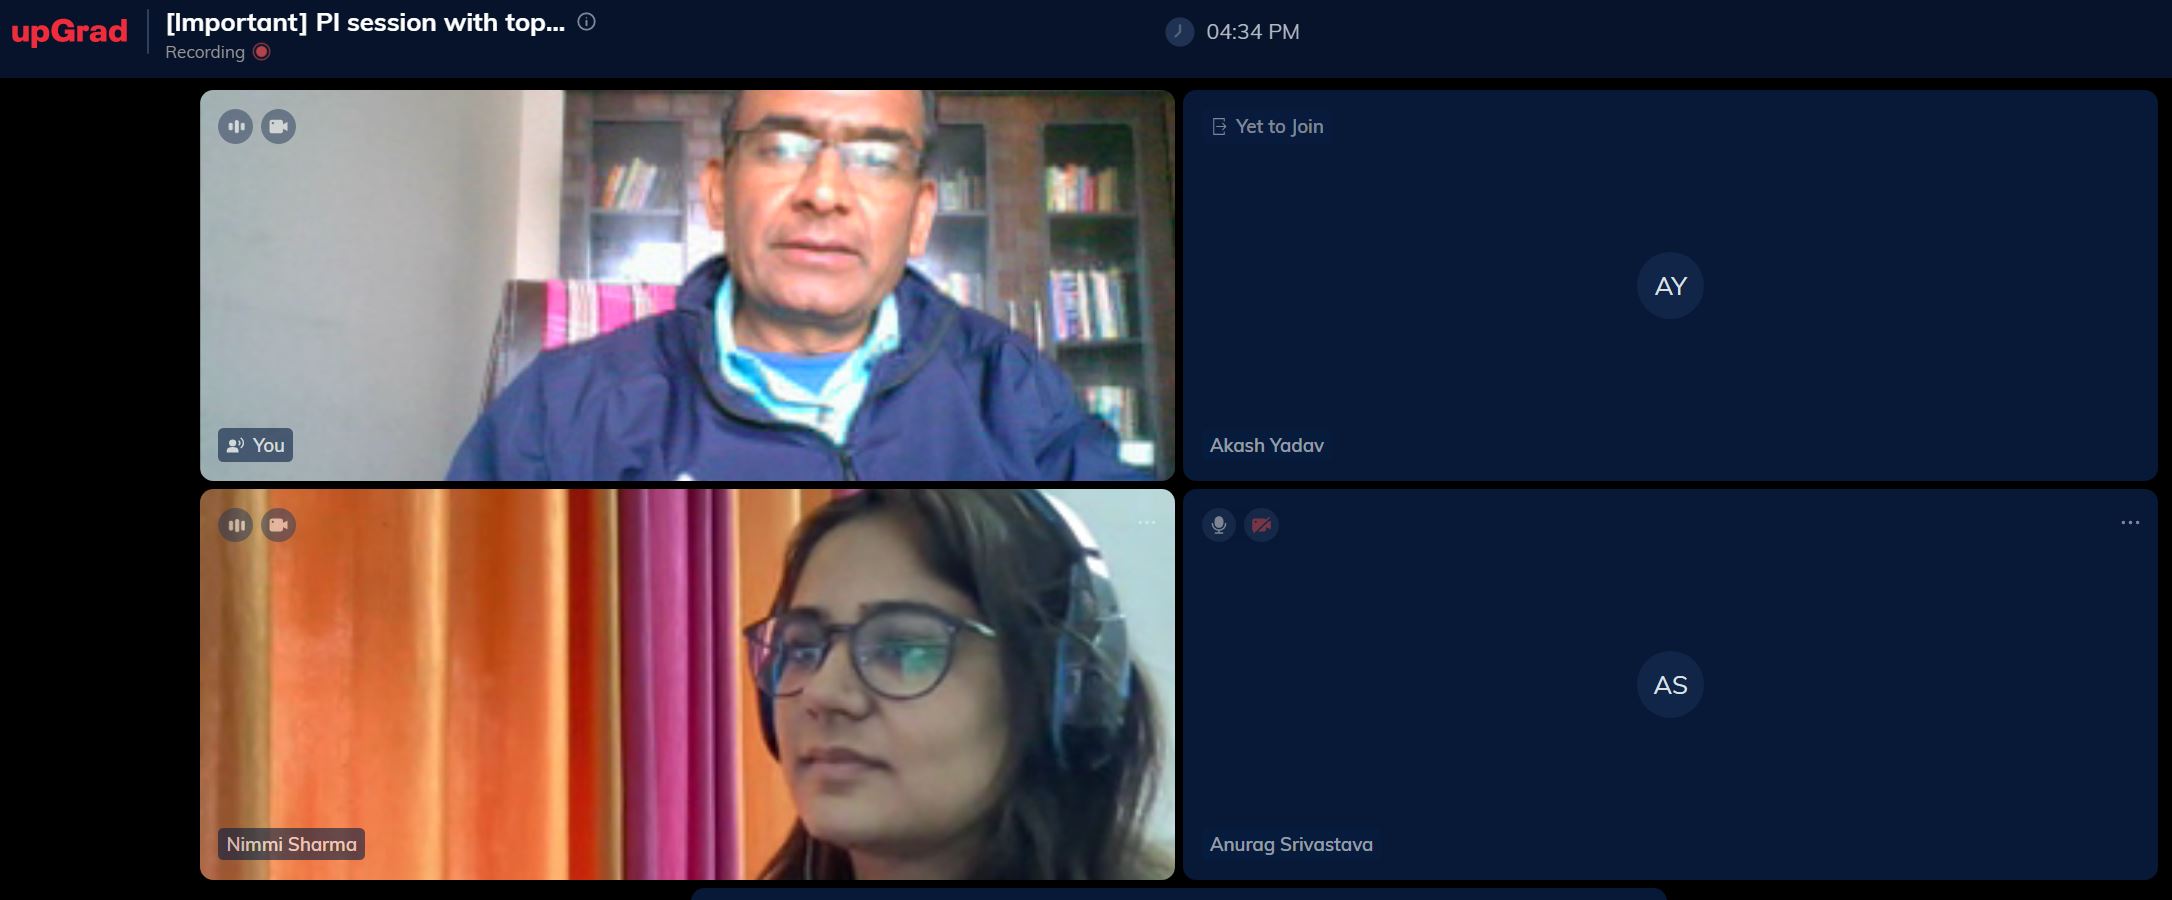 upGrad
[Important] PI session with top...
Recording
04:34 PM
You
Yet to Join
AY
Akash Yadav
Nimmi Sharma
AS
Anurag Srivastava